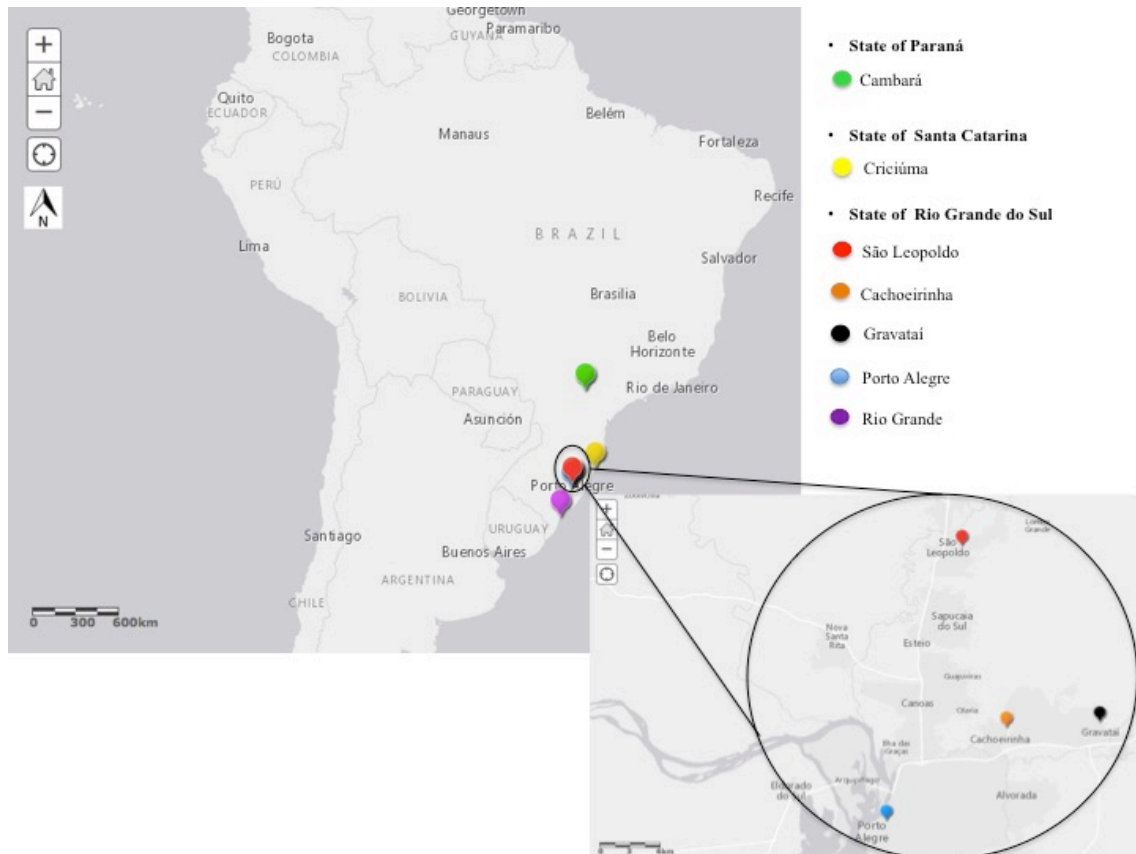 Georgetown
Paramaribo
GUYANA
Bogota
COLOMBIA
Quito
ECUADOR
Belém
Manaus
Fortaleza
PERÚ
Recife
BRAZIL
Lima
Salvador
BOLIVIA
Brasilia
Belo
Horizonte
PARAGUAY
Rio de Janeiro
Asunción
Porto Alegre
URUGUAY
Santiago
Buenos Aires
ARGENTINA
CHILE
N
0 300 600km
• State of Paraná
Cambará
• State of Santa Catarina
Criciúma
• State of Rio Grande do Sul
São Leopoldo
Cachoeirinha
Gravataí
Porto Alegre
Rio Grande
São
Leopoldo
Lomba
Grande
Sapucaia
do Sul
Nova
Santa
Rita
Esteio
Guajuviras
Canoas
Olaria
Cachoeirinha
Gravataí
Ilha das
Graças
Arquipélago
Eldorado
do Sul
Alvorada
Porto
Alegre